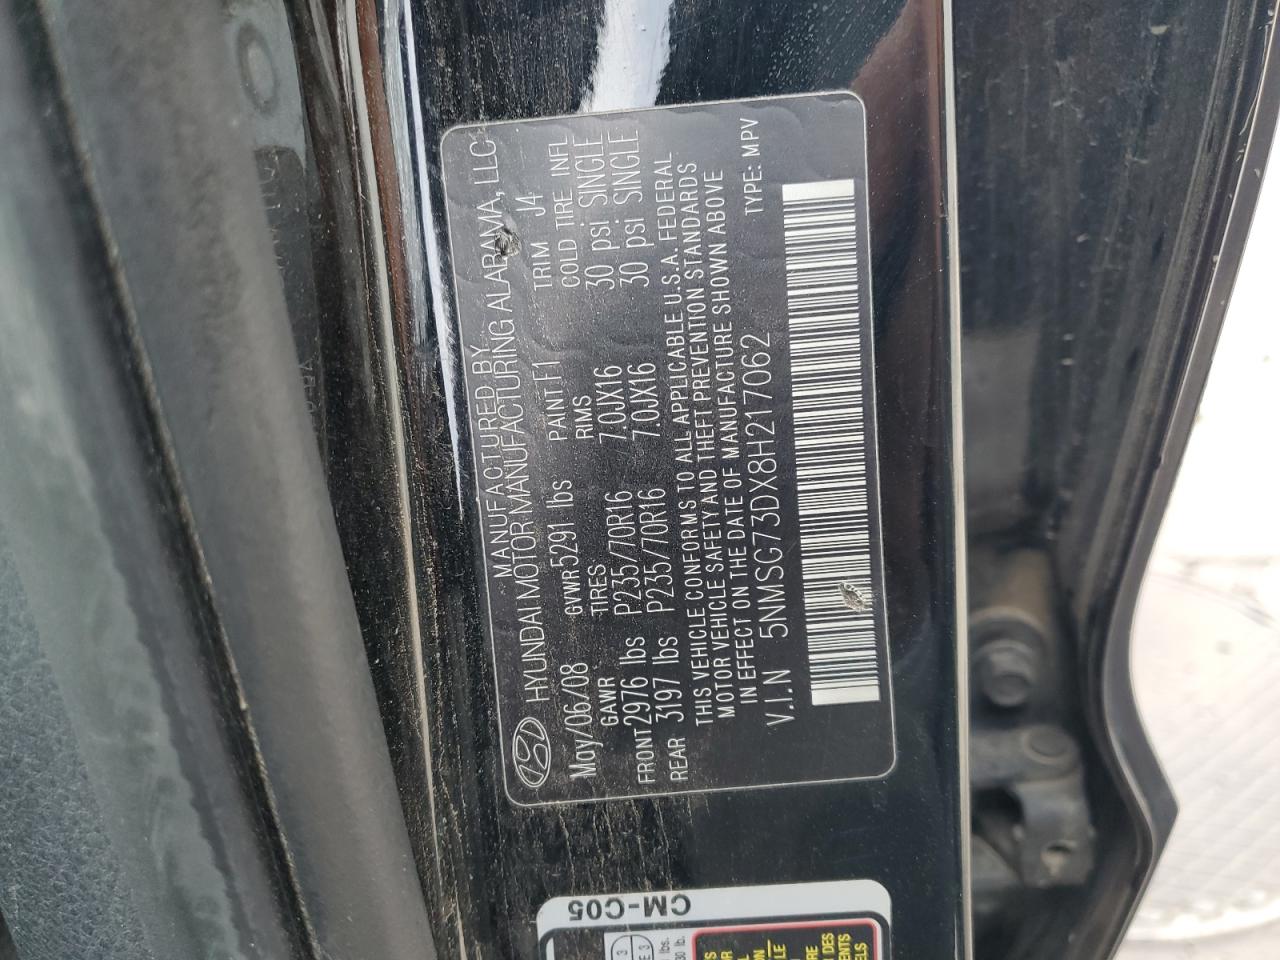 MANUFACTURED BY
HYUNDAI MOTOR MANUFACTURING ALABAMA, LLC
May/06/08 GVWR 5291 lbs PAINT F1 TRIM J4
GAWR TIRES RIMS COLD TIRE INFL
FRONT 2976 lbs P235/70R16 7.0JX16 30 psi SINGLE
REAR 3197 lbs P235/70R16 7.0JX16 30 psi SINGLE
THIS VEHICLE CONFORMS TO ALL APPLICABLE U.S.A. FEDERAL
MOTOR VEHICLE SAFETY AND THEFT PREVENTION STANDARDS
IN EFFECT ON THE DATE OF MANUFACTURE SHOWN ABOVE
V.I.N 5NMSG73DX8H217062 TYPE: MPV
CM-C05